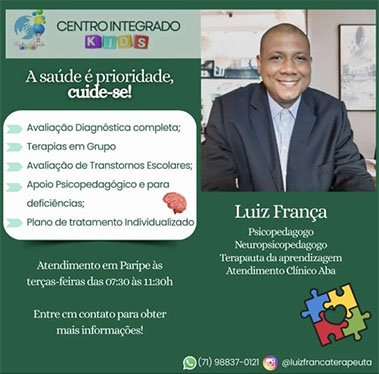 CENTRO INTEGRADO
KIDS
A saúde é prioridade,
cuide-se!
Avaliação Diagnóstica completa;
Terapias em Grupo
Avaliação de Transtornos Escolares;
Apoio Psicopedagógico e para
deficiências;
Plano de tratamento Individualizado
Atendimento em Paripe às
terças-feiras das 07:30 às 11:30h
Entre em contato para obter
mais informações!
Luiz França
Psicopedagogo
Neuropsicopedagogo
Terapauta da aprendizagem
Atendimento Clínico Aba
(71) 98837-0121
@luizfrancaterapeuta